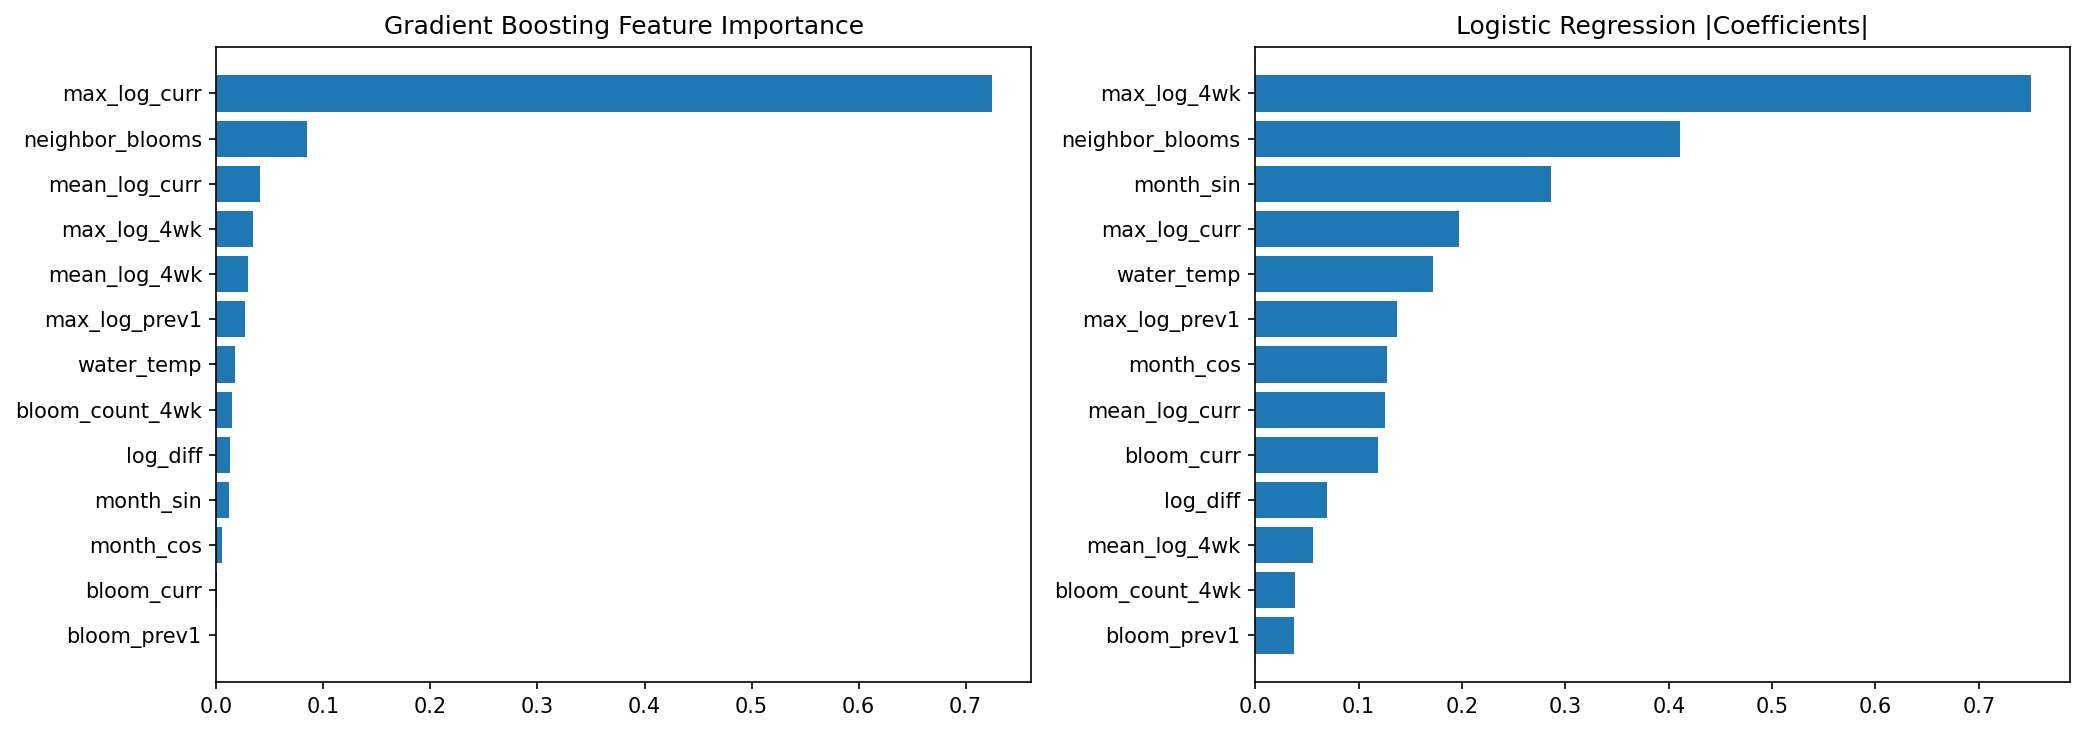 Gradient Boosting Feature Importance
max_log_curr
neighbor_blooms
mean_log_curr
max_log_4wk
mean_log_4wk
max_log_prev1
water_temp
bloom_count_4wk
log_diff
month_sin
month_cos
bloom_curr
bloom_prev1
0.0 0.1 0.2 0.3 0.4 0.5 0.6 0.7
Logistic Regression |Coefficients|
max_log_4wk
neighbor_blooms
month_sin
max_log_curr
water_temp
max_log_prev1
month_cos
mean_log_curr
bloom_curr
log_diff
mean_log_4wk
bloom_count_4wk
bloom_prev1
0.0 0.1 0.2 0.3 0.4 0.5 0.6 0.7